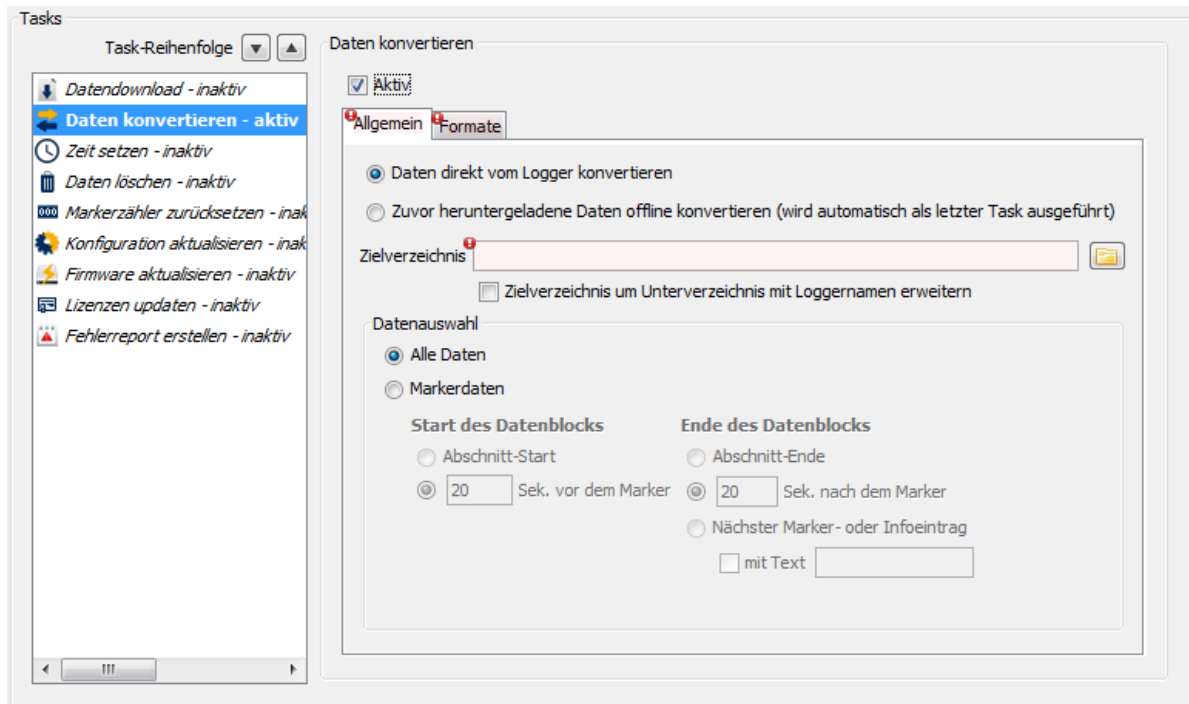 Tasks
Task-Reihenfolge
Datendownload - inaktiv
Daten konvertieren - aktiv
Zeit setzen - inaktiv
Daten löschen - inaktiv
Markerzähler zurücksetzen - inak
Konfiguration aktualisieren - inak
Firmware aktualisieren - inaktiv
Lizenzen updaten - inaktiv
Fehlerreport erstellen - inaktiv
Daten konvertieren
Aktiv
Allgemein Formate
Daten direkt vom Logger konvertieren
Zuvor heruntergeladene Daten offline konvertieren (wird automatisch als letzter Task ausgeführt)
Zielverzeichnis
Zielverzeichnis um Unterverzeichnis mit Loggernamen erweitern
Datenauswahl
Alle Daten
Markerdaten
Start des Datenblocks Ende des Datenblocks
Abschnitt-Start Abschnitt-Ende
20 Sek. vor dem Marker 20 Sek. nach dem Marker
Nächster Marker- oder Infoeintrag
mit Text